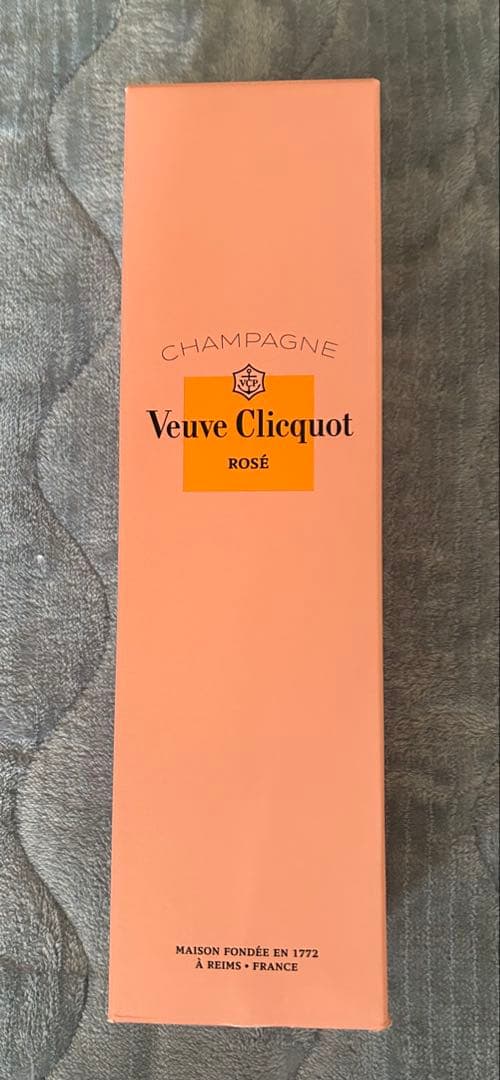 CHAMPAGNE
VCP
Veuve Clicquot
ROSÉ
MAISON FONDÉE EN 1772
À REIMS • FRANCE